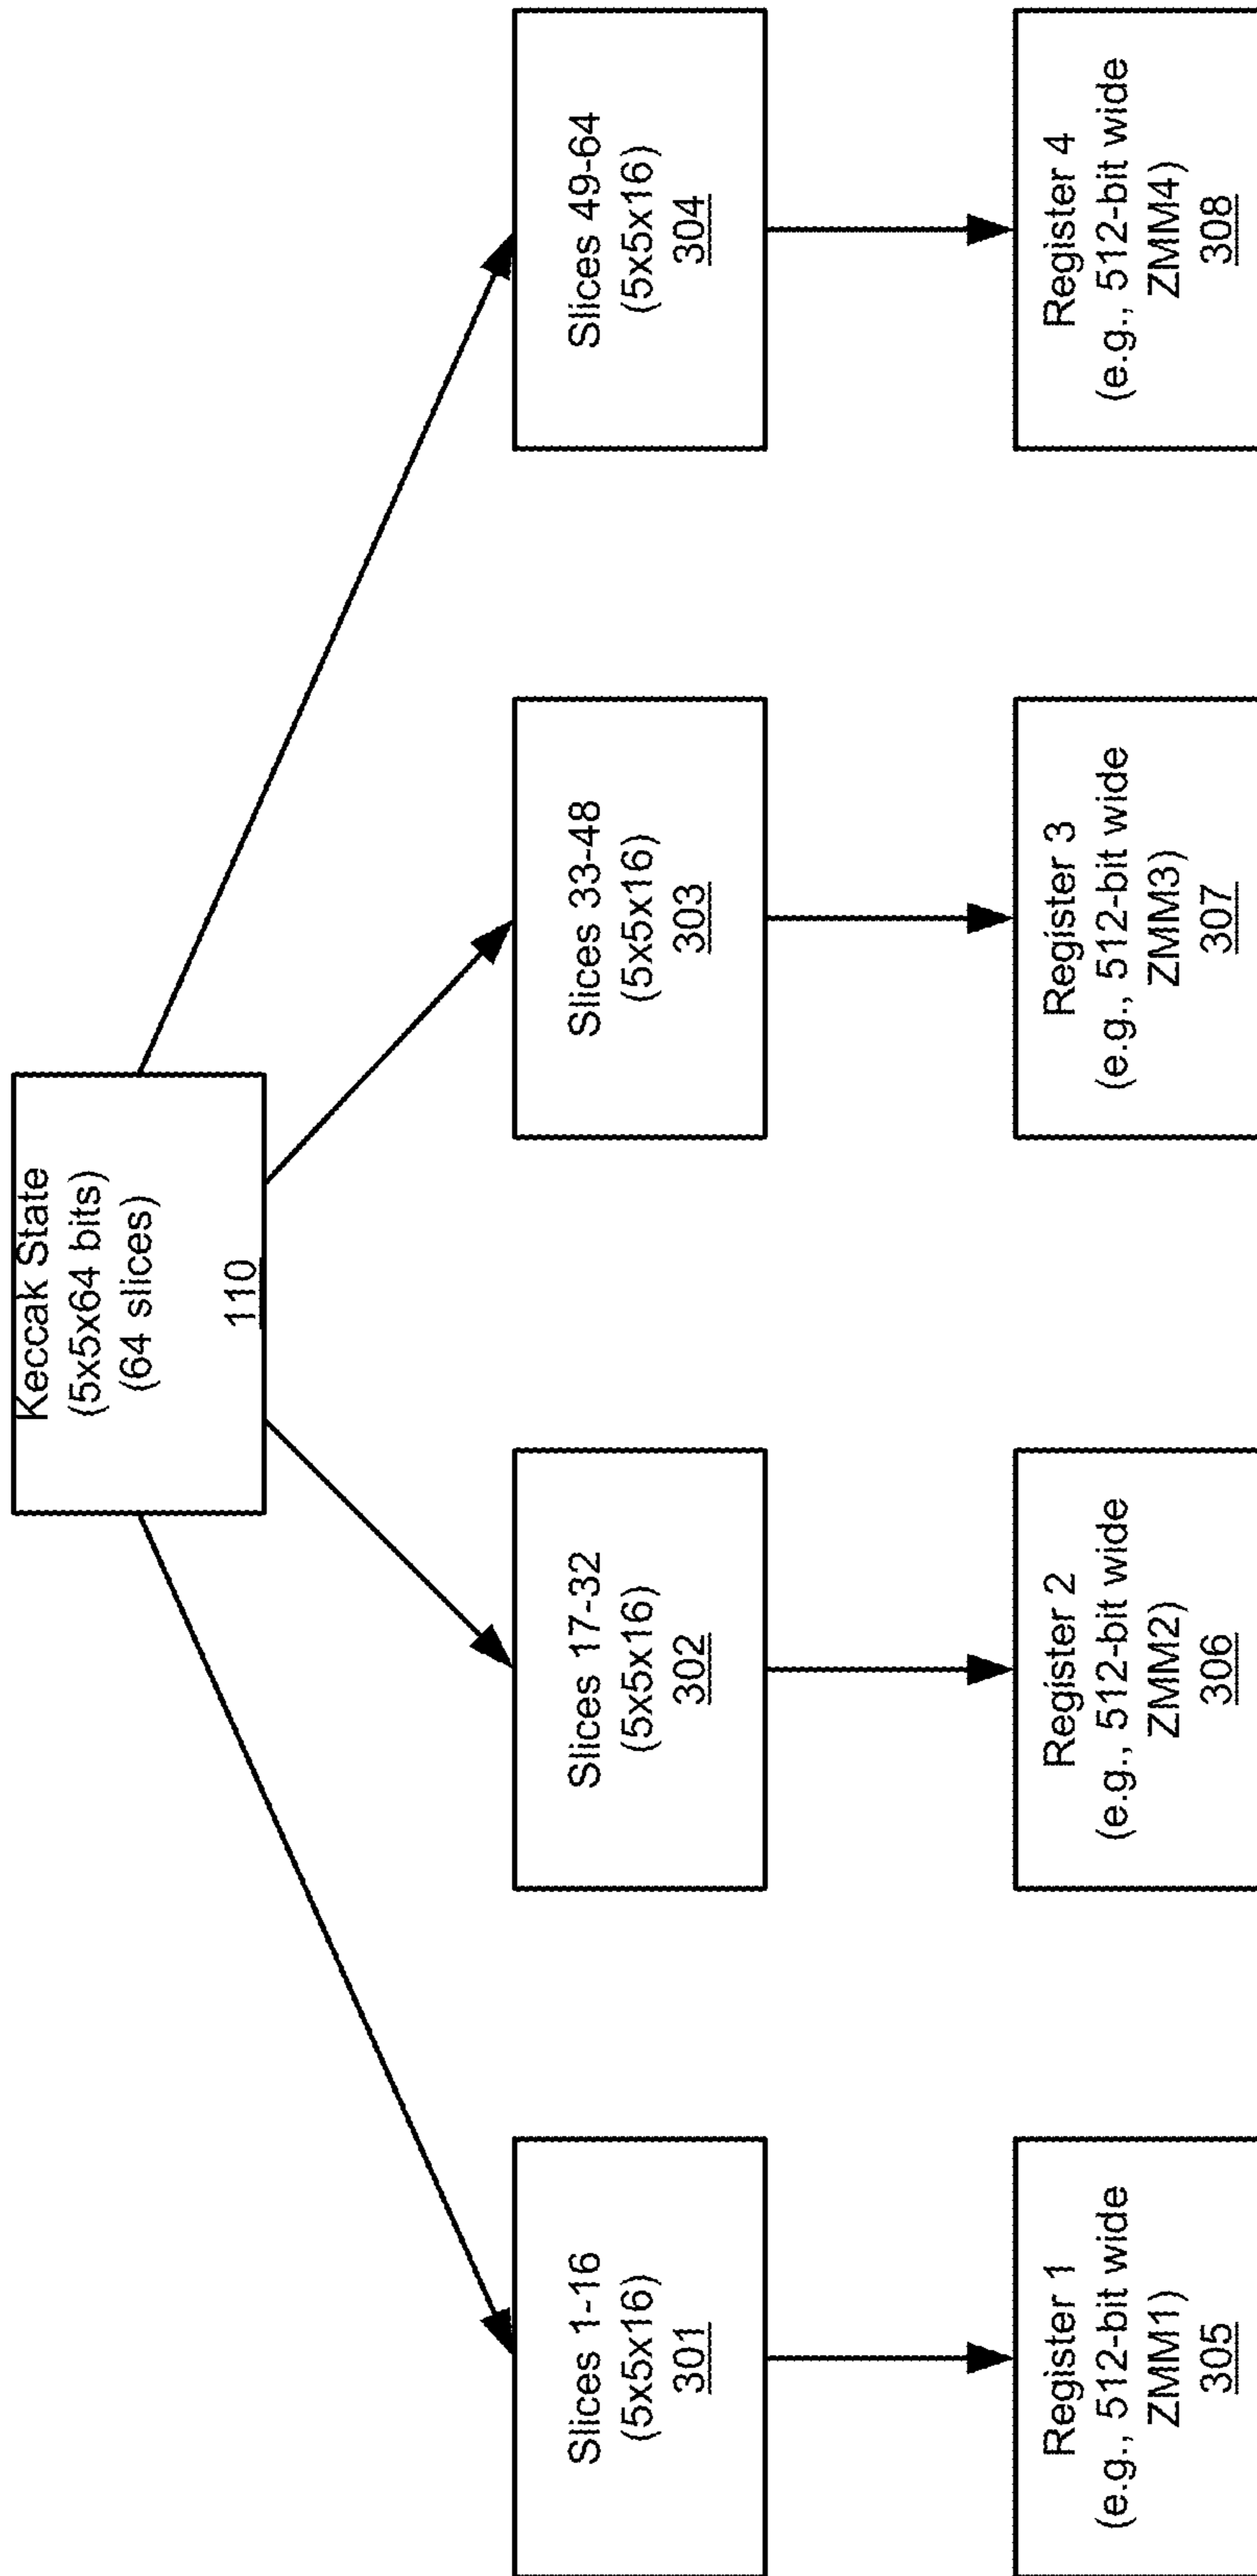 Keccak State
(5x5x64 bits)
(64 slices)
110
Slices 1-16
(5x5x16)
301
Slices 17-32
(5x5x16)
302
Slices 33-48
(5x5x16)
303
Slices 49-64
(5x5x16)
304
Register 1
(e.g., 512-bit wide
ZMM1)
305
Register 2
(e.g., 512-bit wide
ZMM2)
306
Register 3
(e.g., 512-bit wide
ZMM3)
307
Register 4
(e.g., 512-bit wide
ZMM4)
308